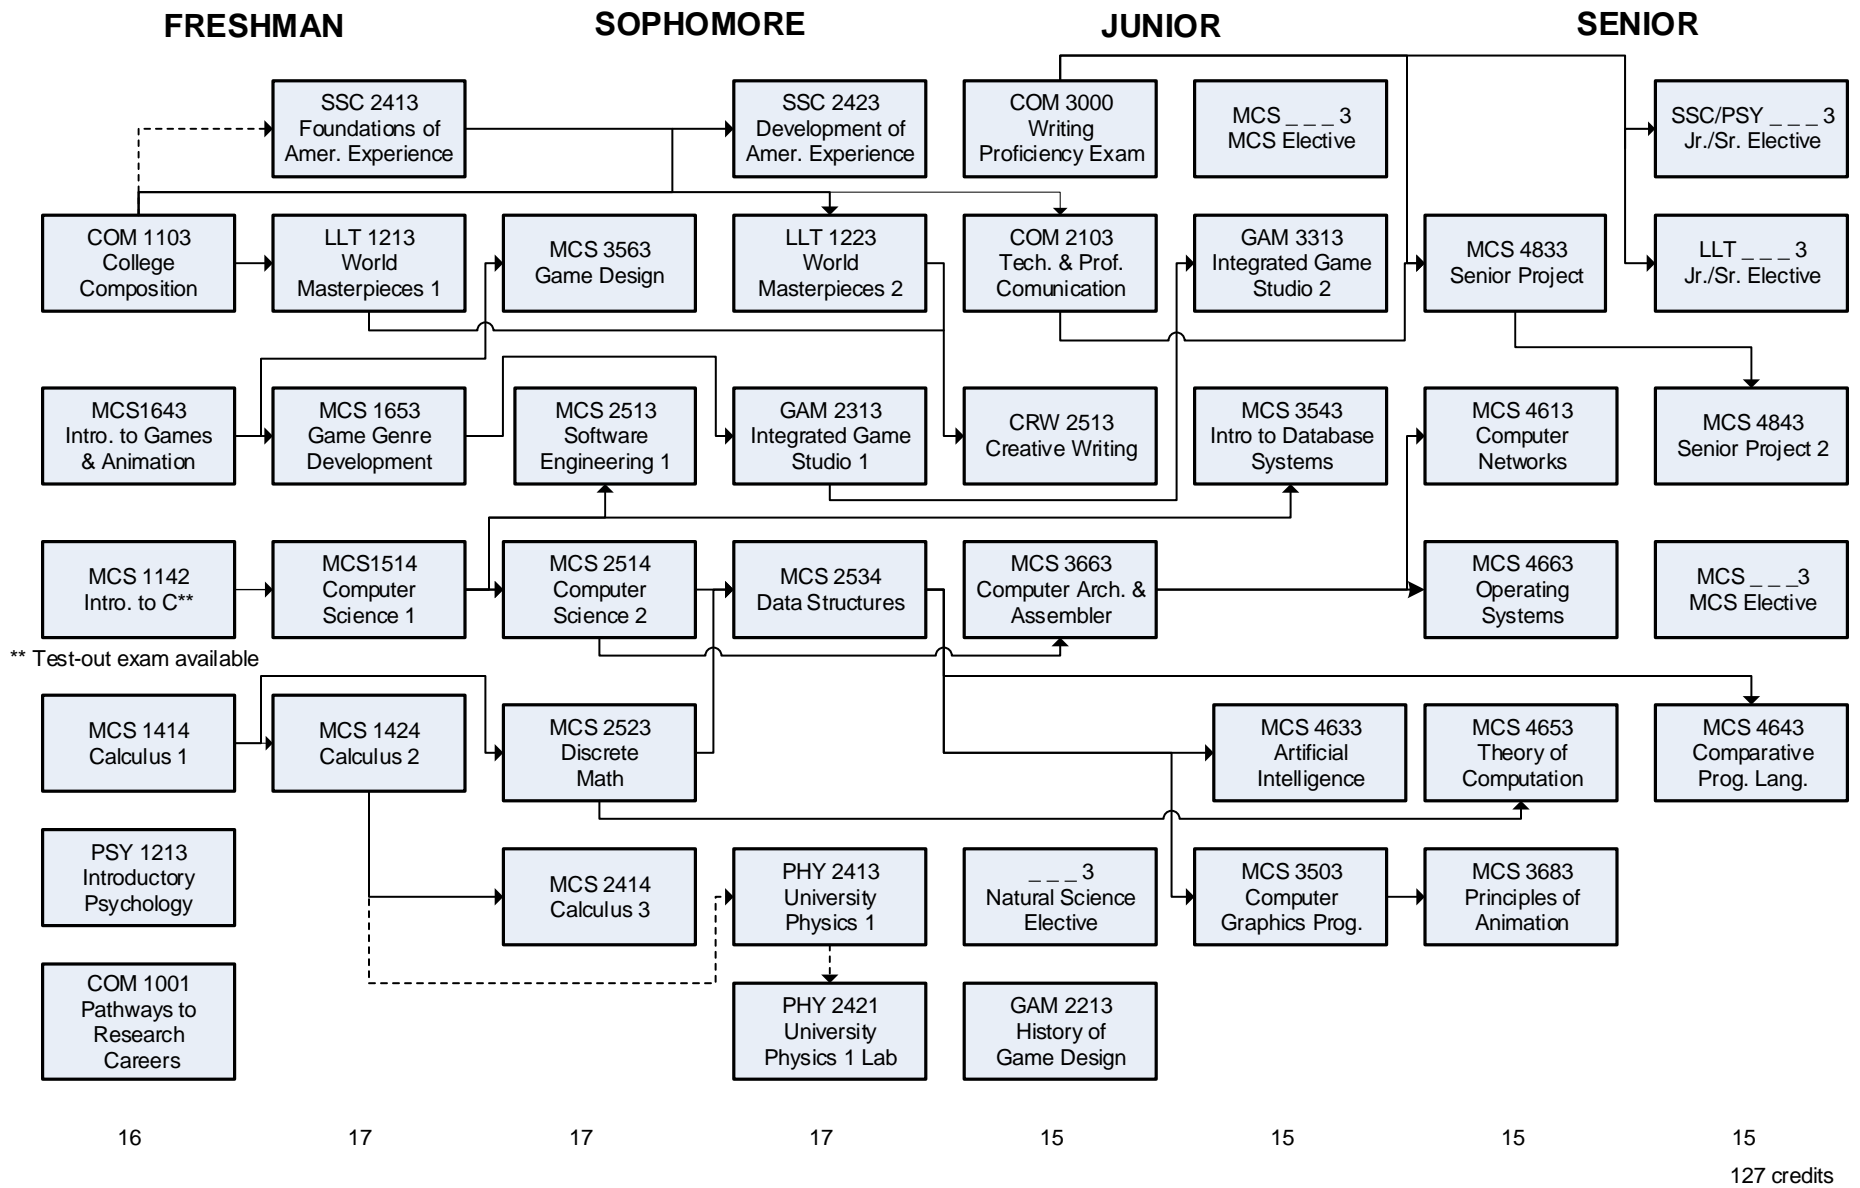 FRESHMAN
SOPHOMORE
JUNIOR
SENIOR
SSC 2413
Foundations of
Amer. Experience
SSC 2423
Development of
Amer. Experience
COM 3000
Writing
Proficiency Exam
MCS _ _ _ 3
MCS Elective
SSC/PSY _ _ _ 3
Jr./Sr. Elective
COM 1103
College
Composition
LLT 1213
World
Masterpieces 1
MCS 3563
Game Design
LLT 1223
World
Masterpieces 2
COM 2103
Tech. & Prof.
Comunication
GAM 3313
Integrated Game
Studio 2
MCS 4833
Senior Project
LLT _ _ _ 3
Jr./Sr. Elective
MCS1643
Intro. to Games
& Animation
MCS 1653
Game Genre
Development
MCS 2513
Software
Engineering 1
GAM 2313
Integrated Game
Studio 1
CRW 2513
Creative Writing
MCS 3543
Intro to Database
Systems
MCS 4613
Computer
Networks
MCS 4843
Senior Project 2
MCS 1142
Intro. to C**
MCS1514
Computer
Science 1
MCS 2514
Computer
Science 2
MCS 2534
Data Structures
MCS 3663
Computer Arch. &
Assembler
MCS 4663
Operating
Systems
MCS _ _ _3
MCS Elective
** Test-out exam available
MCS 1414
Calculus 1
MCS 1424
Calculus 2
MCS 2523
Discrete
Math
MCS 4633
Artificial
Intelligence
MCS 4653
Theory of
Computation
MCS 4643
Comparative
Prog. Lang.
PSY 1213
Introductory
Psychology
MCS 2414
Calculus 3
PHY 2413
University
Physics 1
_ _ _ 3
Natural Science
Elective
MCS 3503
Computer
Graphics Prog.
MCS 3683
Principles of
Animation
COM 1001
Pathways to
Research
Careers
PHY 2421
University
Physics 1 Lab
GAM 2213
History of
Game Design
16
17
17
17
15
15
15
15
127 credits